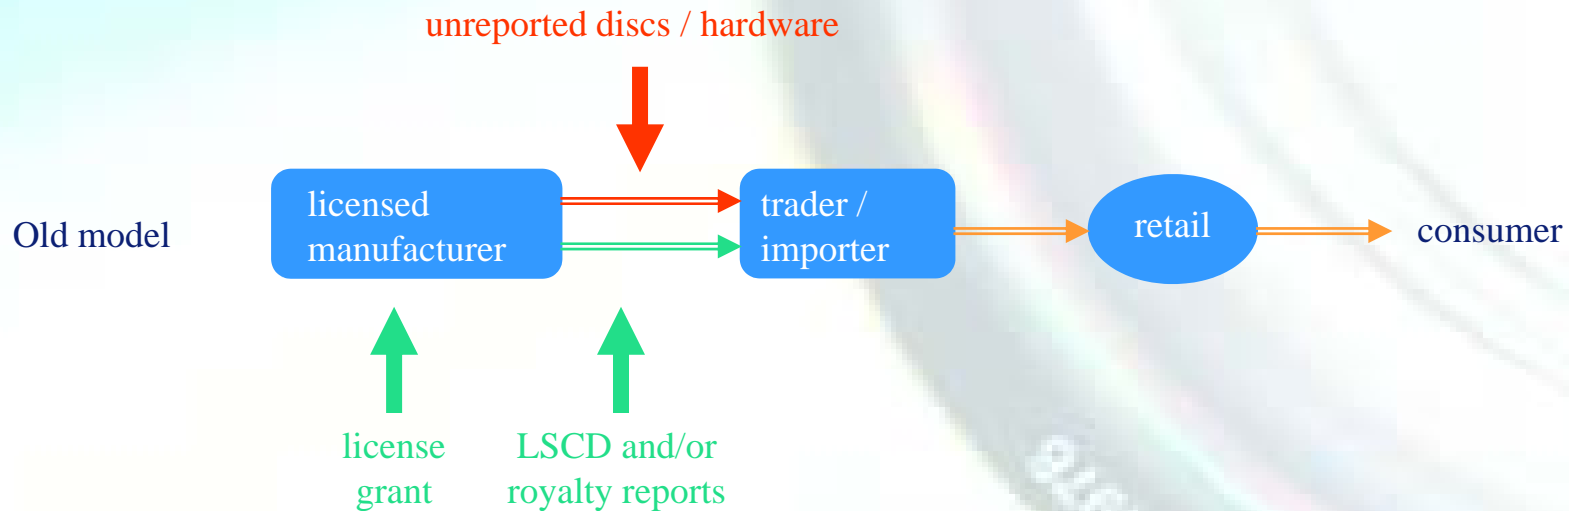 unreported discs / hardware
Old model
licensed
manufacturer
trader /
importer
retail
consumer
license
grant
LSCD and/or
royalty reports